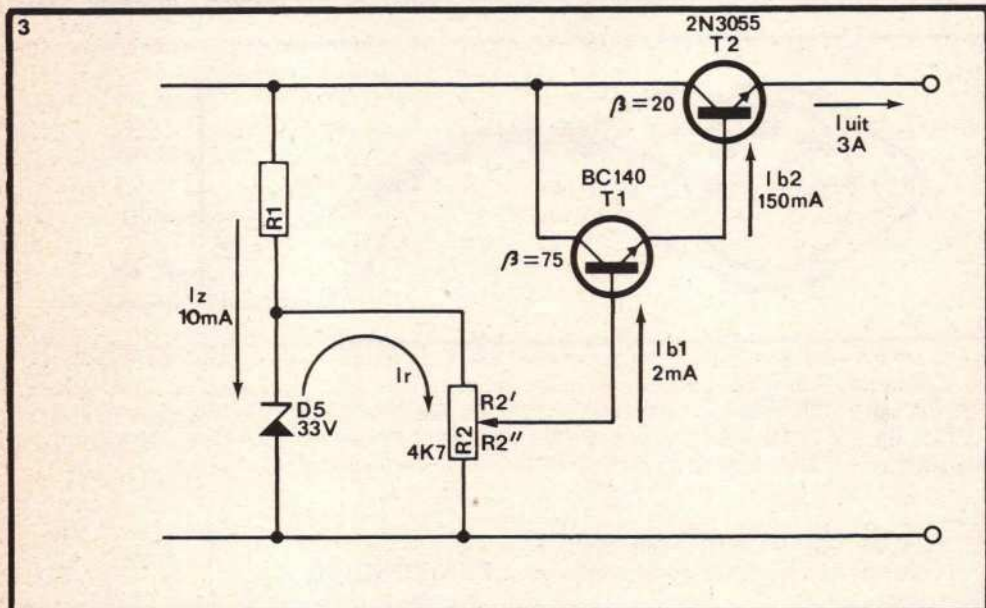 3
2N3055
T2
β=20
I uit
3A
BC140
T1
β=75
I b2
150mA
R1
Iz
10mA
Ir
I b1
2mA
D5
33V
R2'
R2
R2"
4K7